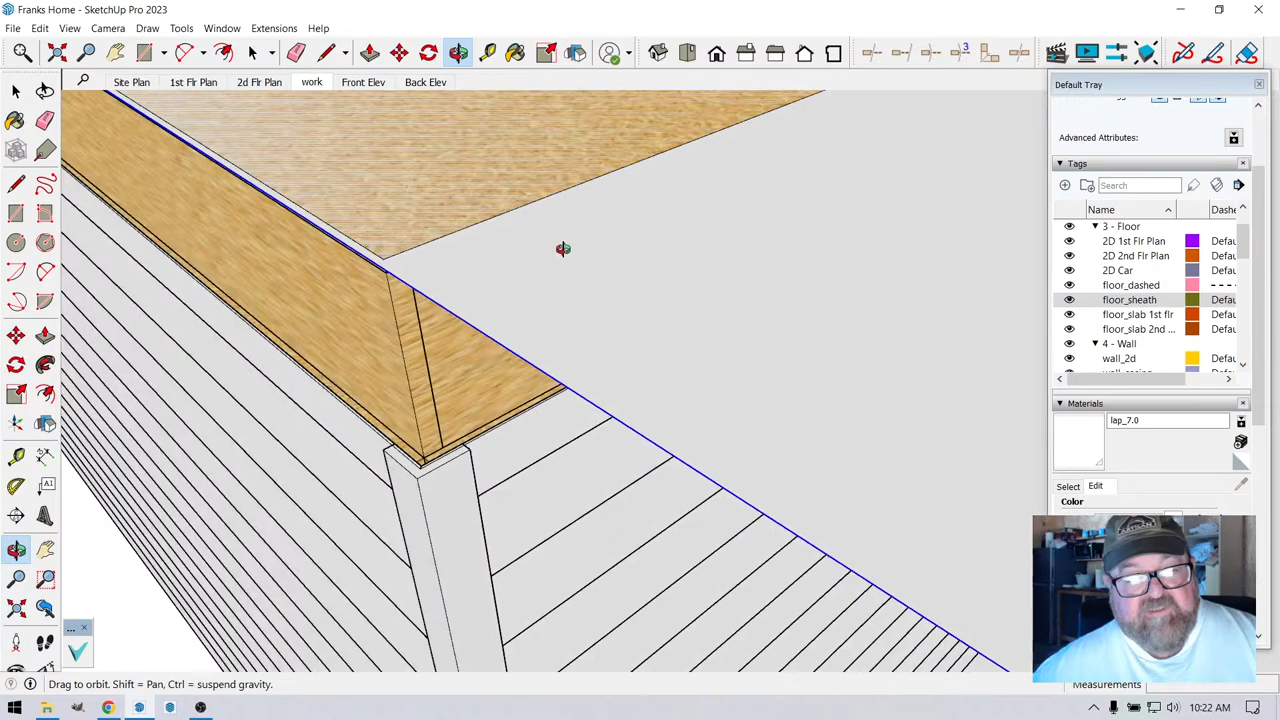 Franks Home - SketchUp Pro 2023
File Edit View Camera Draw Tools Window Extensions Help
3
Site Plan 1st Flr Plan 2d Flr Plan work Front Elev Back Elev
Default Tray
Advanced Attributes:
Tags
Search
Name Dashe
3 - Floor
2D 1st Flr Plan Defau
2D 2nd Flr Plan Defau
2D Car Defau
floor_dashed
floor_sheath Defau
floor_slab 1st flr Defau
floor_slab 2nd ... Defau
4 - Wall
wall_2d Defau
Materials
lap_7.0
Select Edit
Color
A1
...
Drag to orbit. Shift = Pan, Ctrl = suspend gravity.
Measurements
10:22 AM